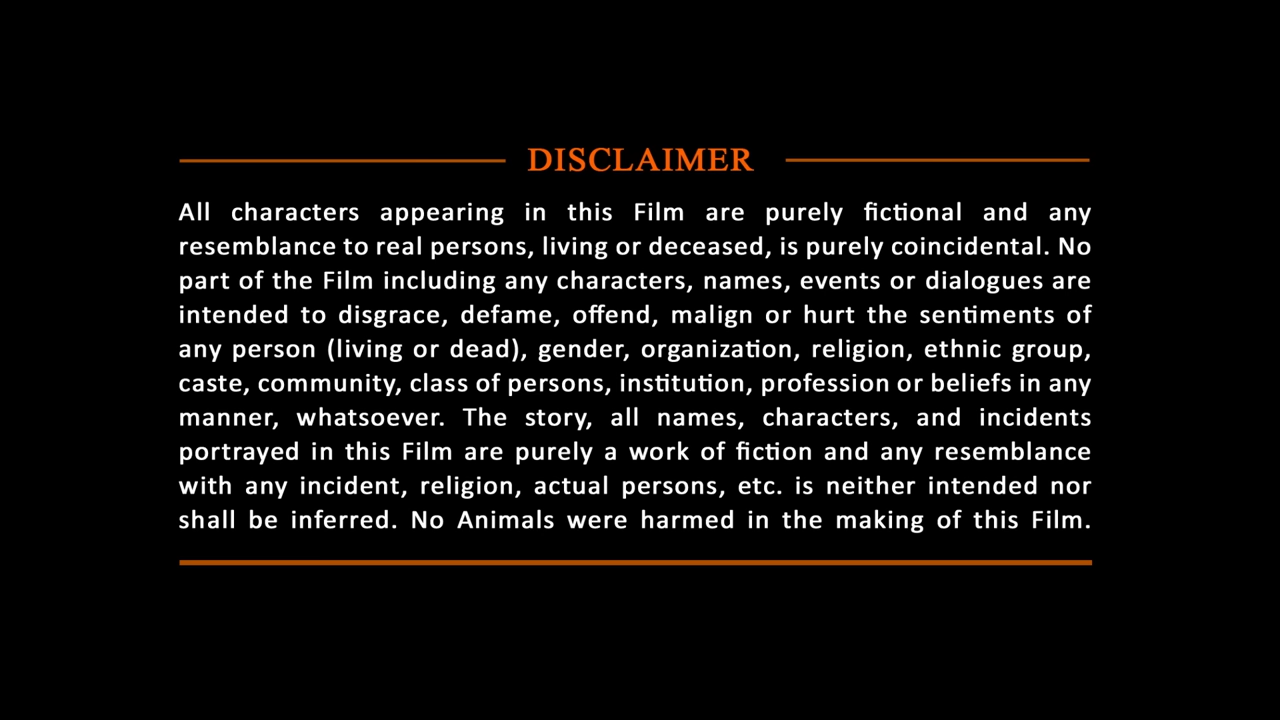 DISCLAIMER
All characters appearing in this Film are purely fictional and any
resemblance to real persons, living or deceased, is purely coincidental. No
part of the Film including any characters, names, events or dialogues are
intended to disgrace, defame, offend, malign or hurt the sentiments of
any person (living or dead), gender, organization, religion, ethnic group,
caste, community, class of persons, institution, profession or beliefs in any
manner, whatsoever. The story, all names, characters, and incidents
portrayed in this Film are purely a work of fiction and any resemblance
with any incident, religion, actual persons, etc. is neither intended nor
shall be inferred. No Animals were harmed in the making of this Film.